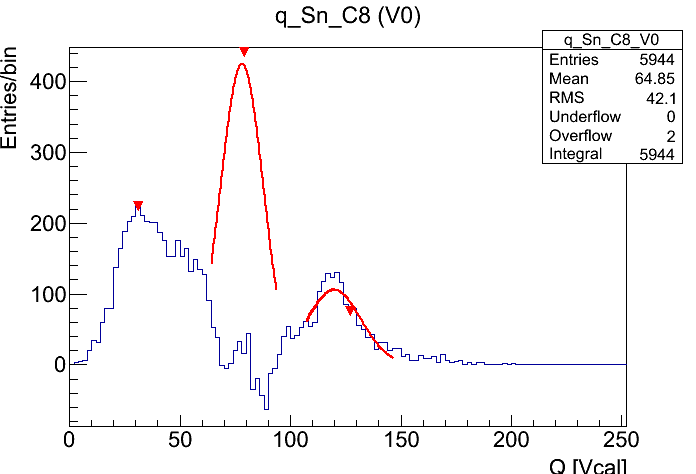 q_Sn_C8 (V0)
q_Sn_C8_V0
Entries 5944
Mean 64.85
RMS 42.1
Underflow 0
Overflow 2
Integral 5944
Entries/bin
400
300
200
100
0
0 50 100 150 200 250
Q [Vcal]